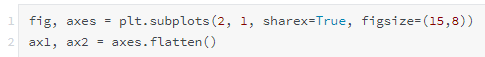 1 fig, axes = plt.subplots(2, 1, sharex=True, figsize=(15,8))
2 ax1, ax2 = axes.flatten()